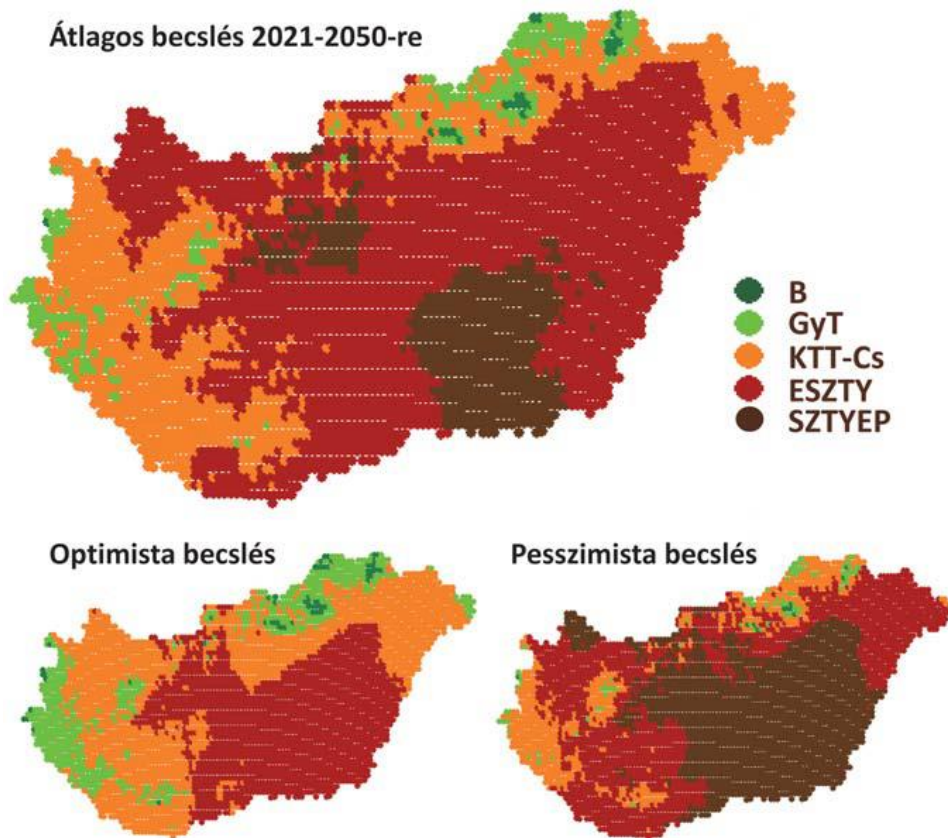 Átlagos becslés 2021-2050-re
B
GyT
KTT-Cs
ESZTY
SZTYEP
Optimista becslés
Pesszimista becslés